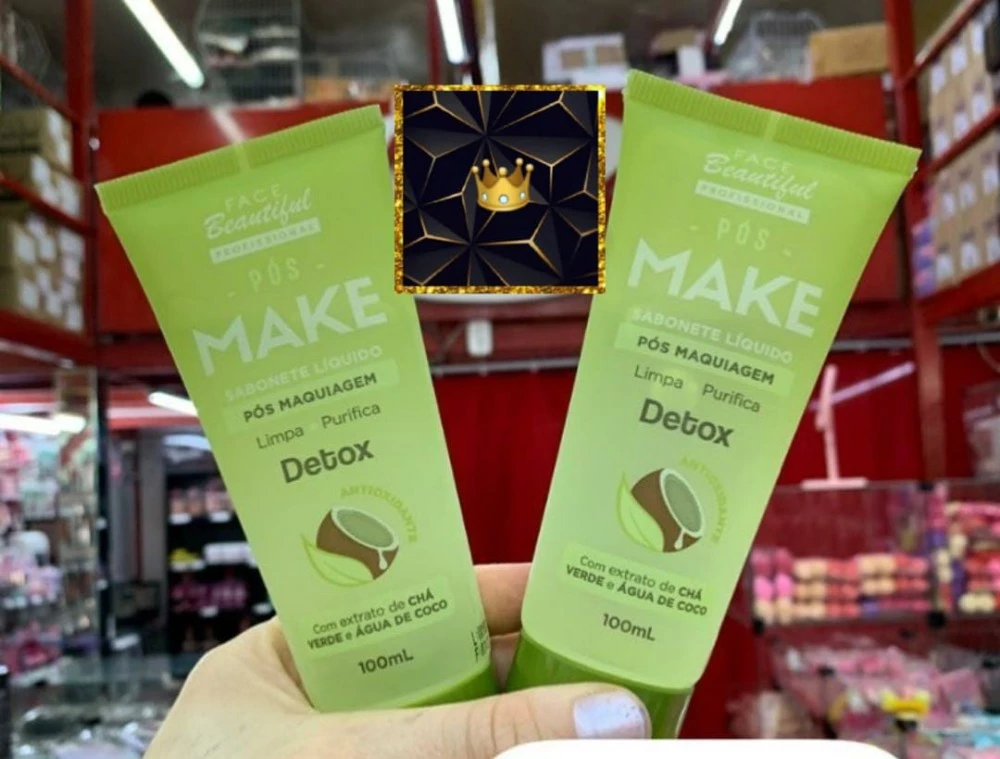 FACE
Beautiful
PROFISSIONAL
- PÓS -
MAKE
SABONETE LÍQUIDO
PÓS MAQUIAGEM
Limpa Purifica
Detox
ANTIOXIDANTE
Com extrato de CHÁ
VERDE e ÁGUA DE COCO
100mL
FACE
Beautiful
PROFISSIONAL
- PÓS -
MAKE
SABONETE LÍQUIDO
PÓS MAQUIAGEM
Limpa Purifica
Detox
ANTIOXIDANTE
Com extrato de CHÁ
VERDE e ÁGUA DE COCO
100mL